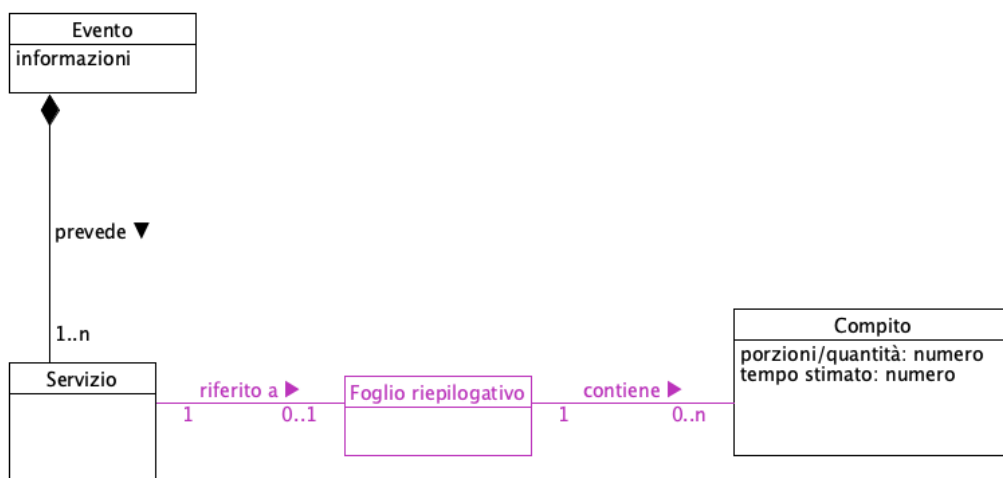 Evento
informazioni
prevede ▼
1..n
Servizio
riferito a ▶
1
0..1
Foglio riepilogativo
contiene ▶
1
0..n
Compito
porzioni/quantità: numero
tempo stimato: numero